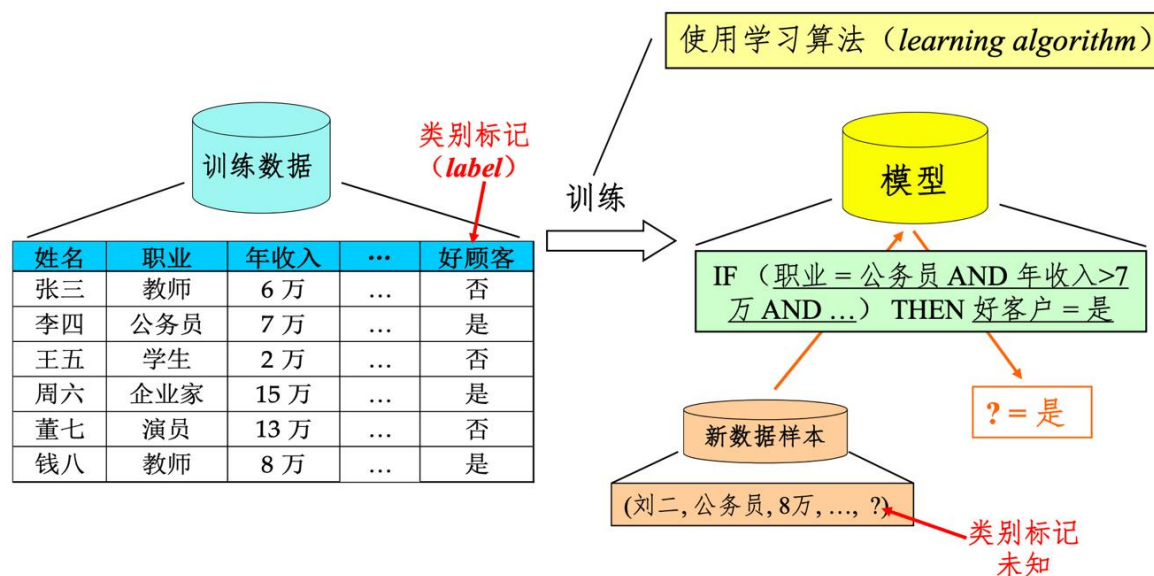 使用学习算法（learning algorithm）
训练数据
类别标记
（label）
训练
模型
姓名 职业 年收入 … 好顾客
张三 教师 6 万 … 否
李四 公务员 7 万 … 是
王五 学生 2 万 … 否
周六 企业家 15 万 … 是
董七 演员 13 万 … 否
钱八 教师 8 万 … 是
IF （职业 = 公务员 AND 年收入>7
万 AND …） THEN 好客户 = 是
? = 是
新数据样本
(刘二, 公务员, 8万, …, ?)
类别标记
未知